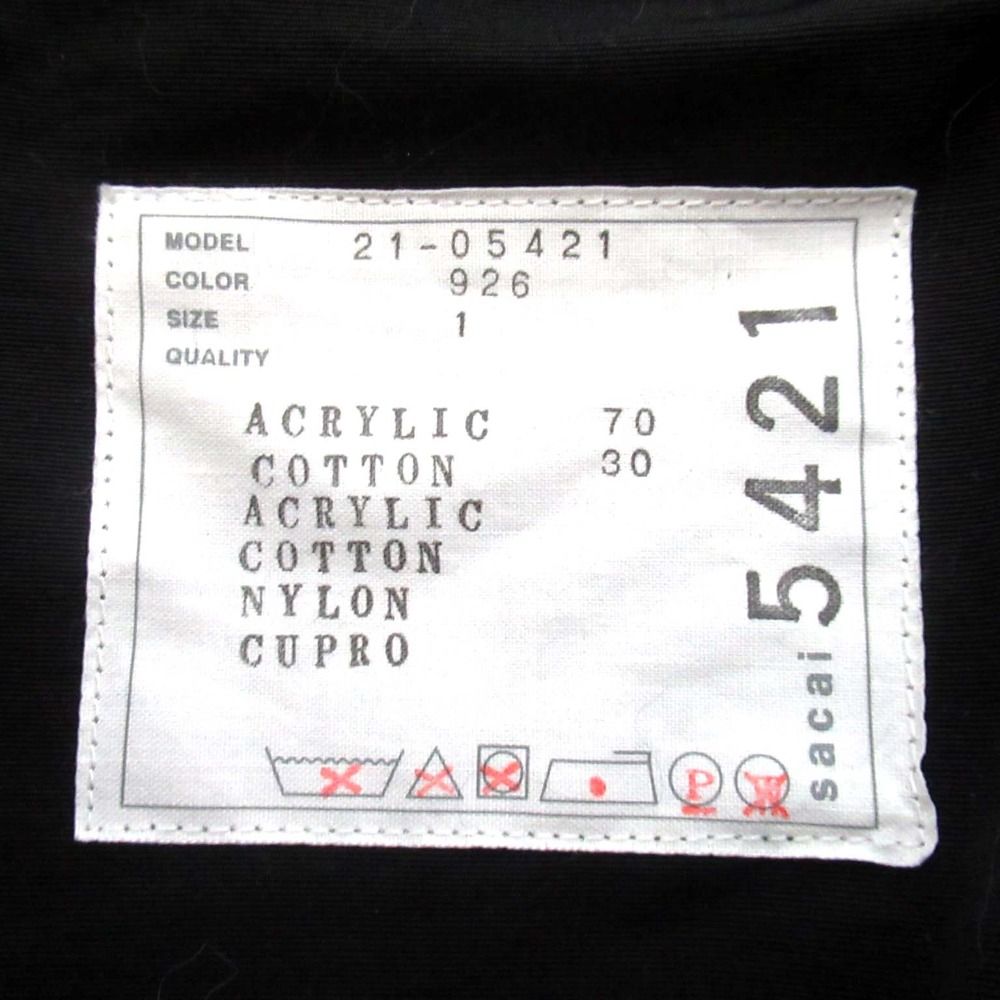 MODEL 21-05421
COLOR 926
SIZE 1
QUALITY
ACRYLIC 70
COTTON 30
ACRYLIC
COTTON
NYLON
CUPRO
P
W
sacai 5421